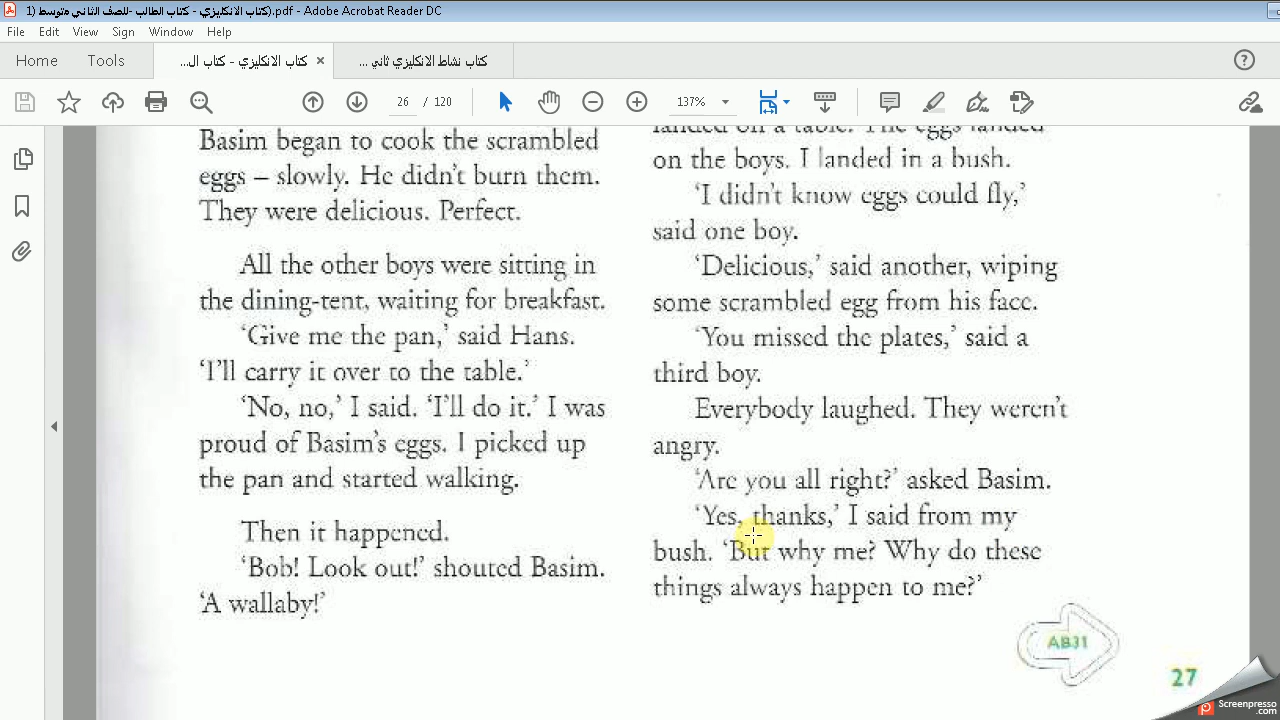 1) كتاب الانكليزي - كتاب الطالب -للصف الثاني متوسط).pdf - Adobe Acrobat Reader DC
File Edit View Sign Window Help
Home Tools كتاب الانكليزي - كتاب ال... × كتاب نشاط الانكليزي ثاني ...
26 / 120 137%
Basim began to cook the scrambled
eggs – slowly. He didn't burn them.
They were delicious. Perfect.
All the other boys were sitting in
the dining-tent, waiting for breakfast.
'Give me the pan,' said Hans.
'I'll carry it over to the table.'
'No, no,' I said. 'I'll do it.' I was
proud of Basim's eggs. I picked up
the pan and started walking.
Then it happened.
'Bob! Look out!' shouted Basim.
'A wallaby!'
landed on a table. The eggs landed
on the boys. I landed in a bush.
'I didn't know eggs could fly,'
said one boy.
'Delicious,' said another, wiping
some scrambled egg from his face.
'You missed the plates,' said a
third boy.
Everybody laughed. They weren't
angry.
'Are you all right?' asked Basim.
'Yes, thanks,' I said from my
bush. 'But why me? Why do these
things always happen to me?'
AB31
27
Screenpresso
.com